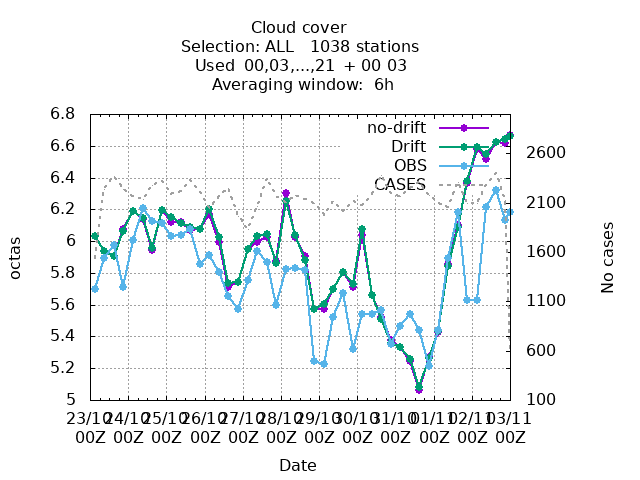 Cloud cover
Selection: ALL   1038 stations
Used  00,03,...,21  + 00 03
Averaging window:  6h
no-drift
Drift
OBS
CASES
6.8
6.6
6.4
6.2
6
5.8
5.6
5.4
5.2
5
octas
2600
2100
1600
1100
600
100
No cases
23/10 24/10 25/10 26/10 27/10 28/10 29/10 30/10 31/10 01/11 02/11 03/11
00Z 00Z 00Z 00Z 00Z 00Z 00Z 00Z 00Z 00Z 00Z 00Z
Date